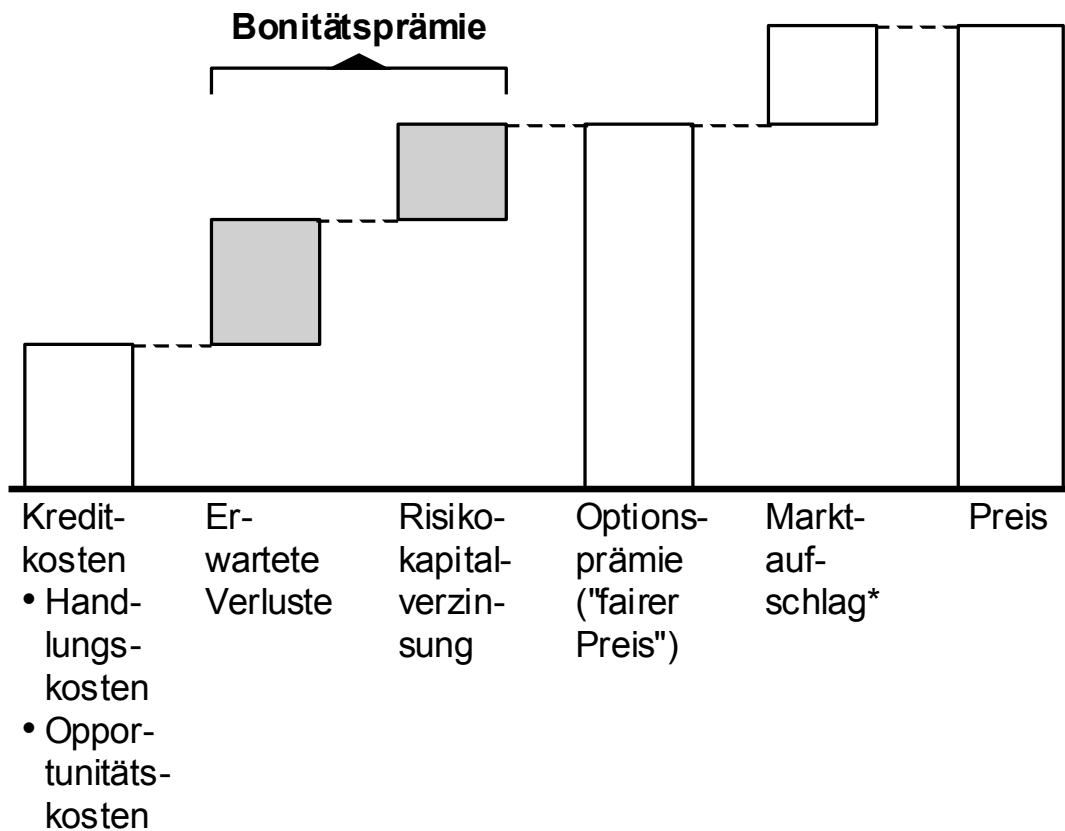 Bonitätsprämie
Kredit-
kosten
• Hand-
lungs-
kosten
• Oppor-
tunitäts-
kosten
Er-
wartete
Verluste
Risiko-
kapital-
verzin-
sung
Options-
prämie
("fairer
Preis")
Markt-
auf-
schlag*
Preis